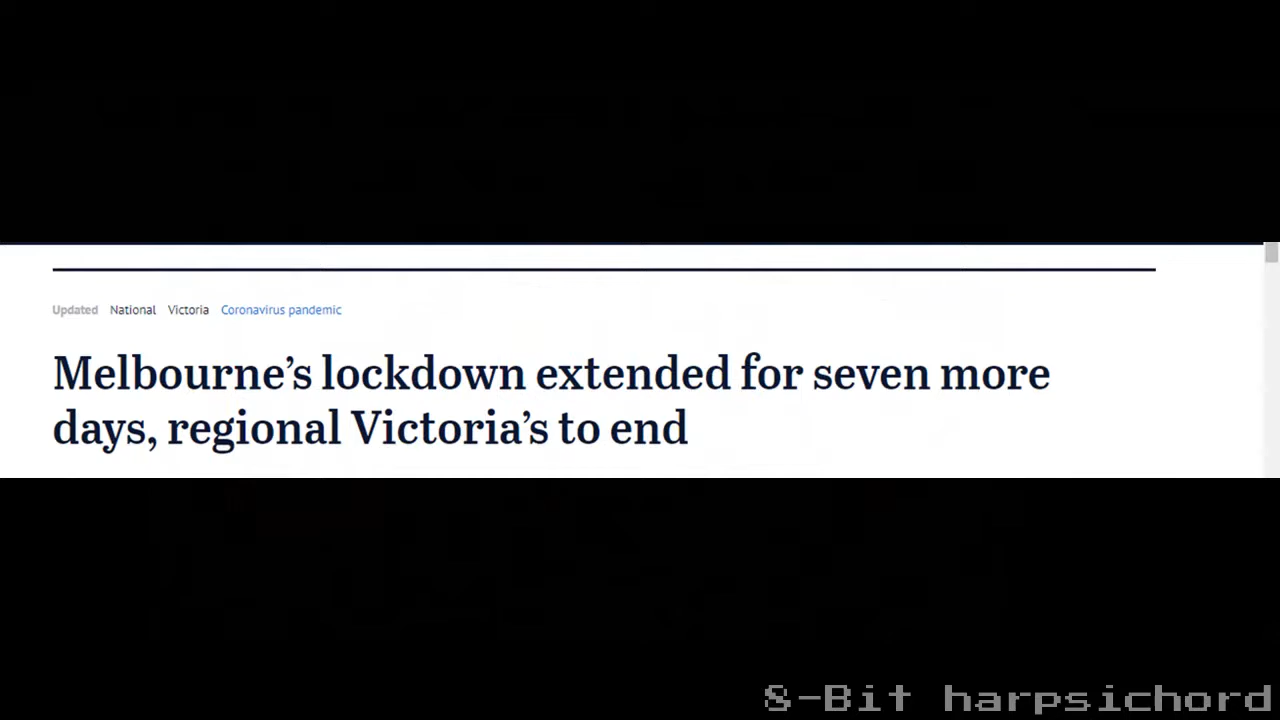 Updated National Victoria Coronavirus pandemic
Melbourne’s lockdown extended for seven more
days, regional Victoria’s to end
8-Bit harpsichord